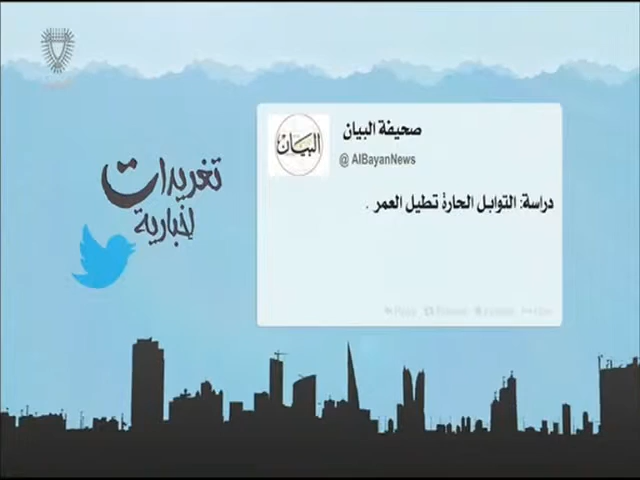 تغريدات
إخبارية
البيان
صحيفة البيان
@ AlBayanNews
دراسة: التوابل الحارة تطيل العمر .